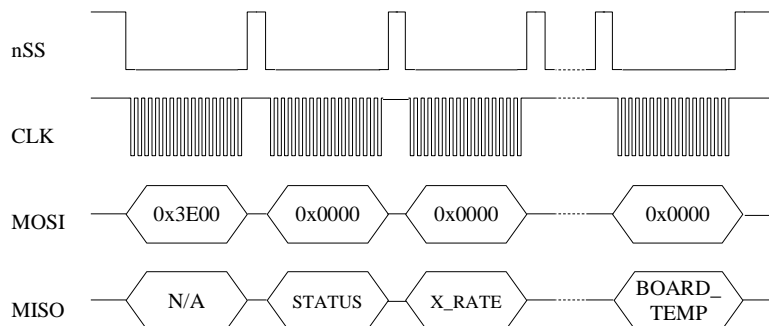 nSS
CLK
MOSI
0x3E00
0x0000
0x0000
0x0000
MISO
N/A
STATUS
X_RATE
BOARD_
TEMP